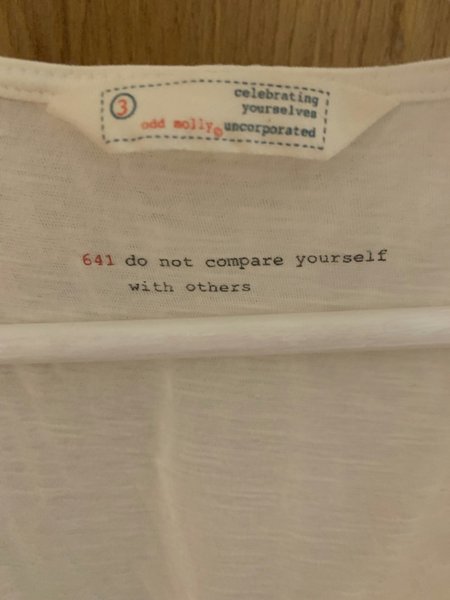 3 celebrating
yourselves
odd molly© uncorporated
641 do not compare yourself
with others